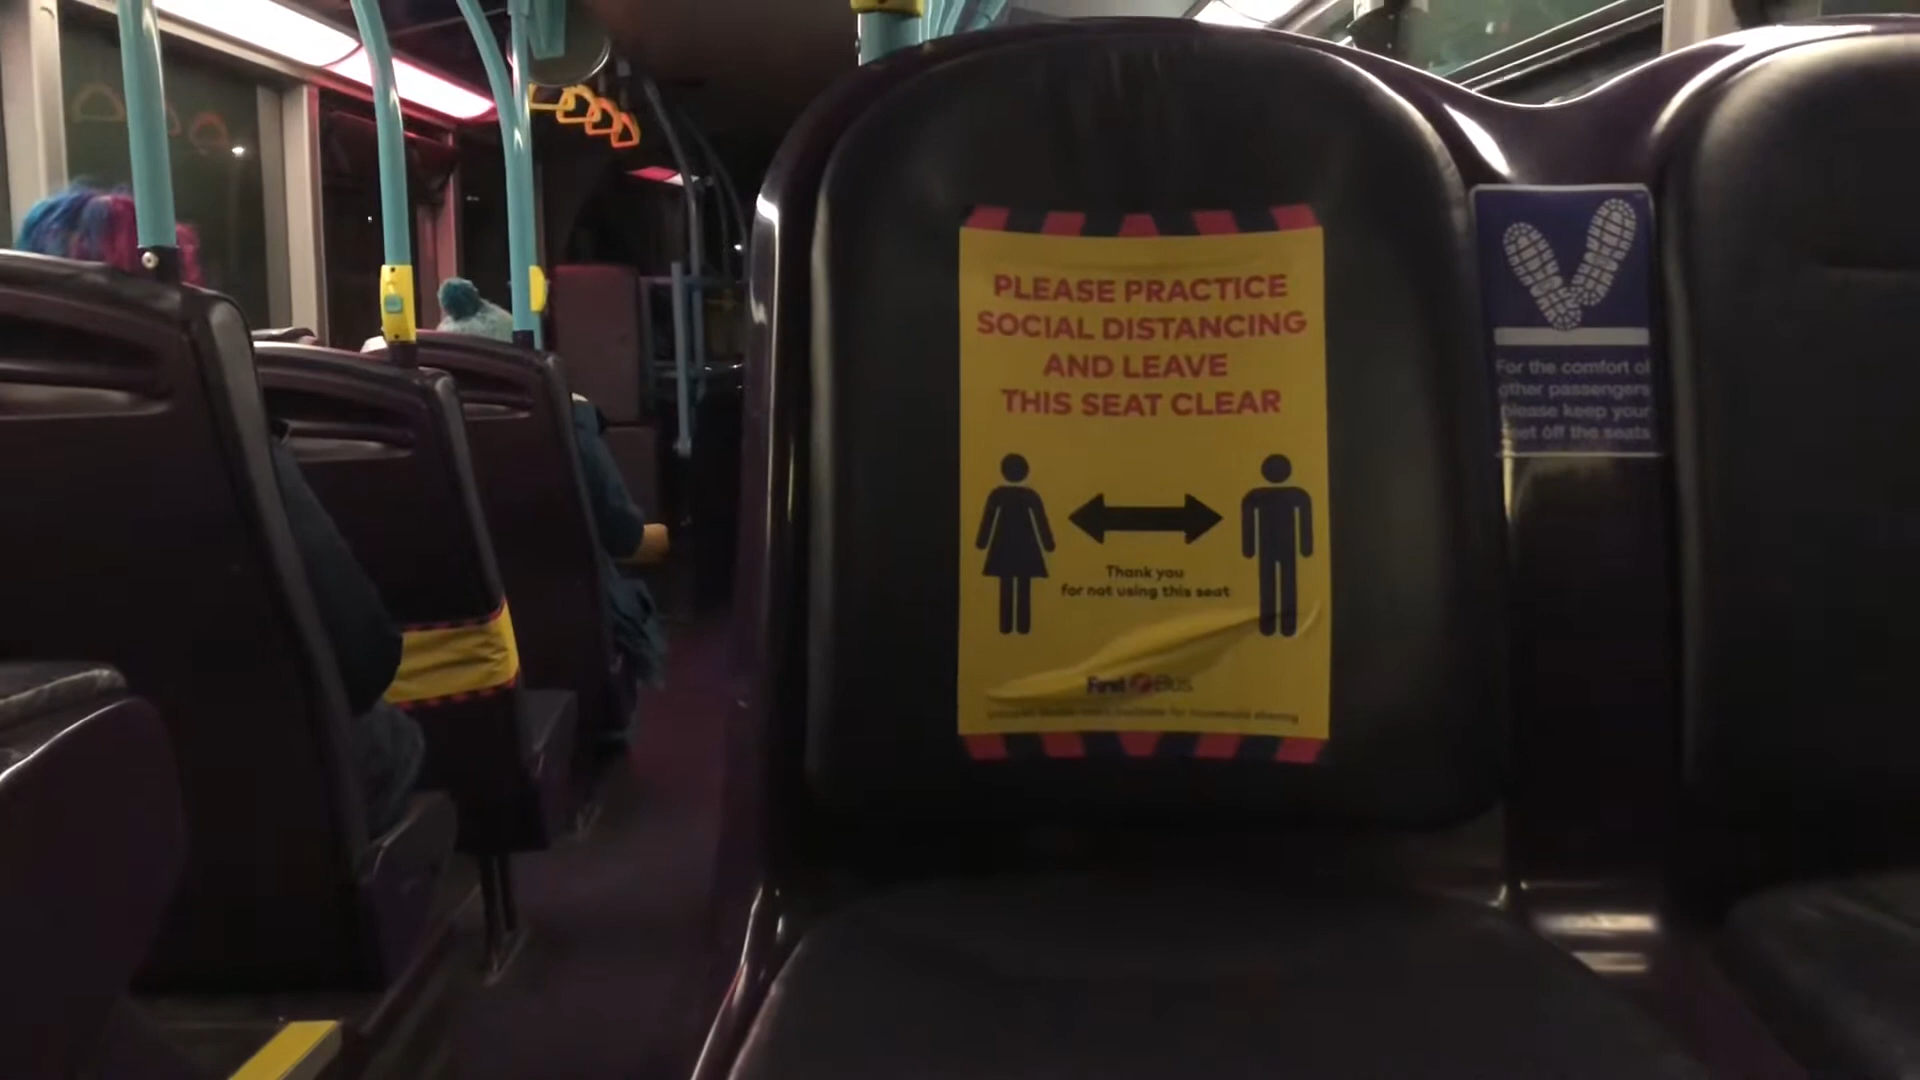 PLEASE PRACTICE
SOCIAL DISTANCING
AND LEAVE
THIS SEAT CLEAR
Thank you
for not using this seat
First Bus
For the comfort of
other passengers
please keep your
feet off the seats